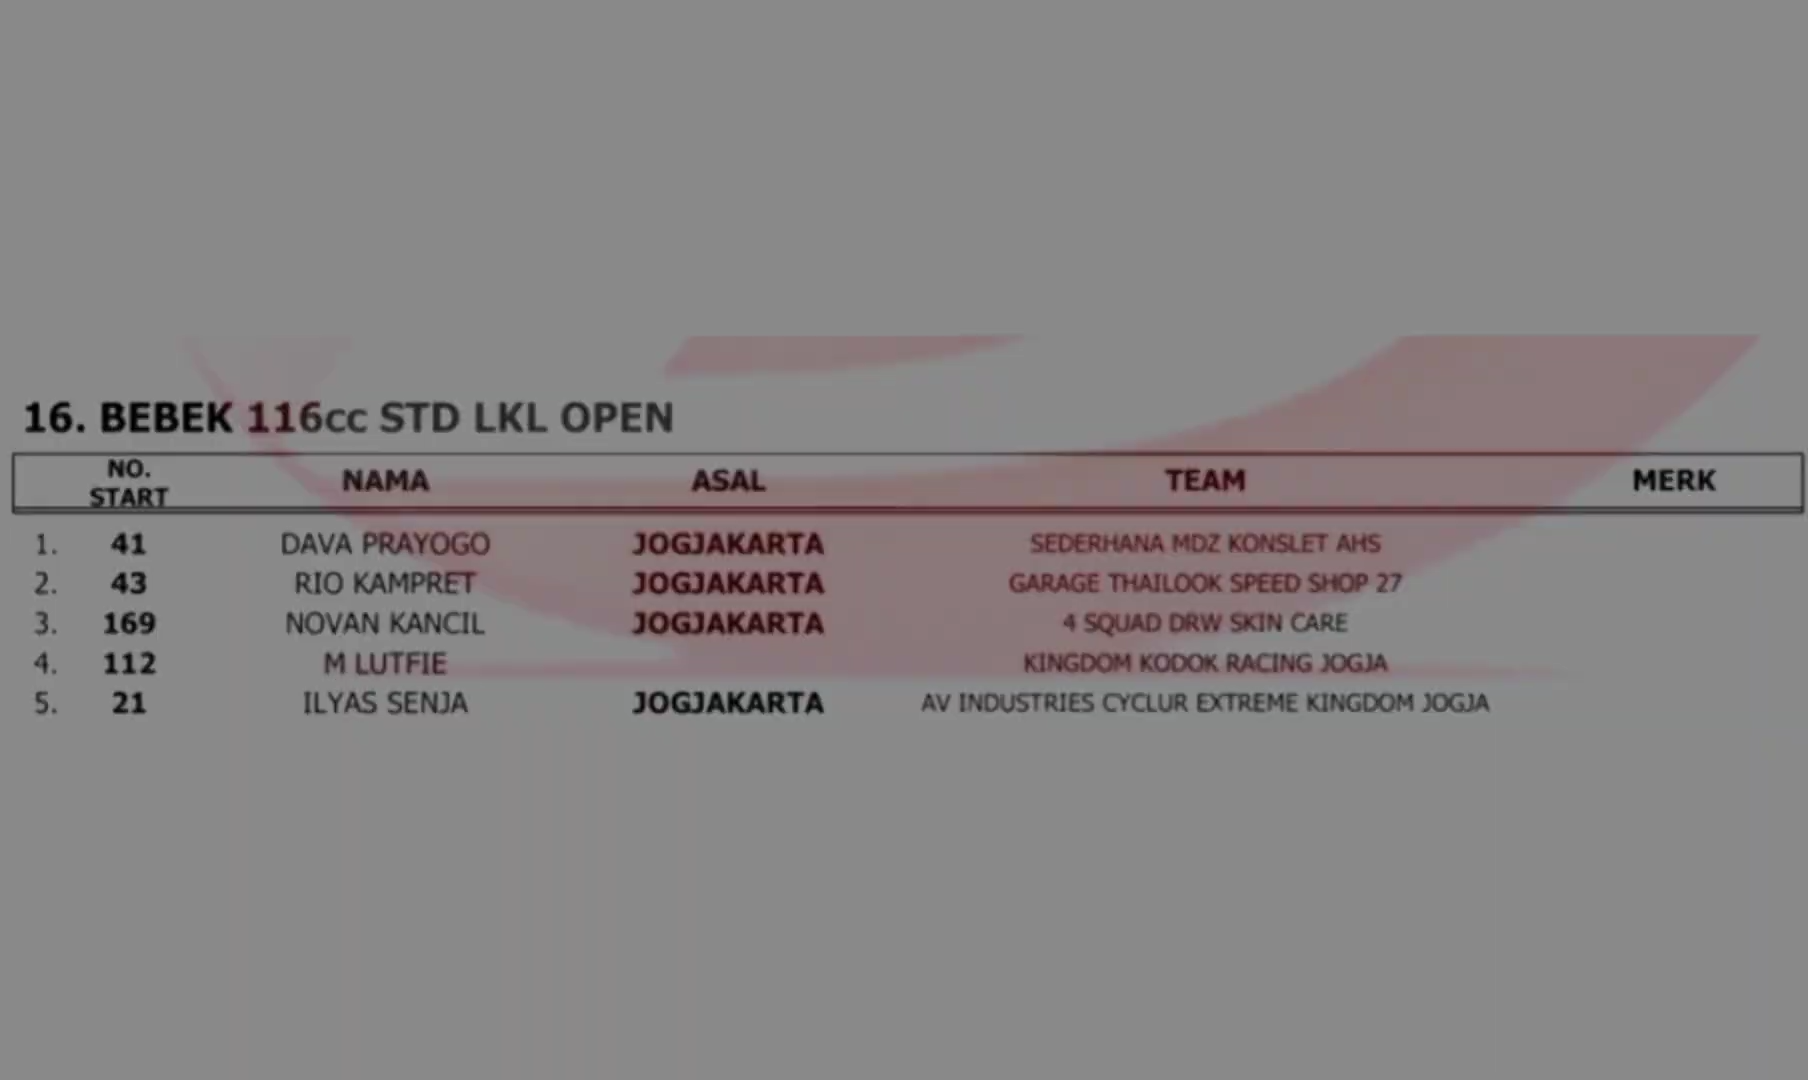 16. BEBEK 116cc STD LKL OPEN
NO. START NAMA ASAL TEAM MERK
1. 41 DAVA PRAYOGO JOGJAKARTA SEDERHANA MDZ KONSLET AHS
2. 43 RIO KAMPRET JOGJAKARTA GARAGE THAILOOK SPEED SHOP 27
3. 169 NOVAN KANCIL JOGJAKARTA 4 SQUAD DRW SKIN CARE
4. 112 M LUTFIE KINGDOM KODOK RACING JOGJA
5. 21 ILYAS SENJA JOGJAKARTA AV INDUSTRIES CYCLUR EXTREME KINGDOM JOGJA